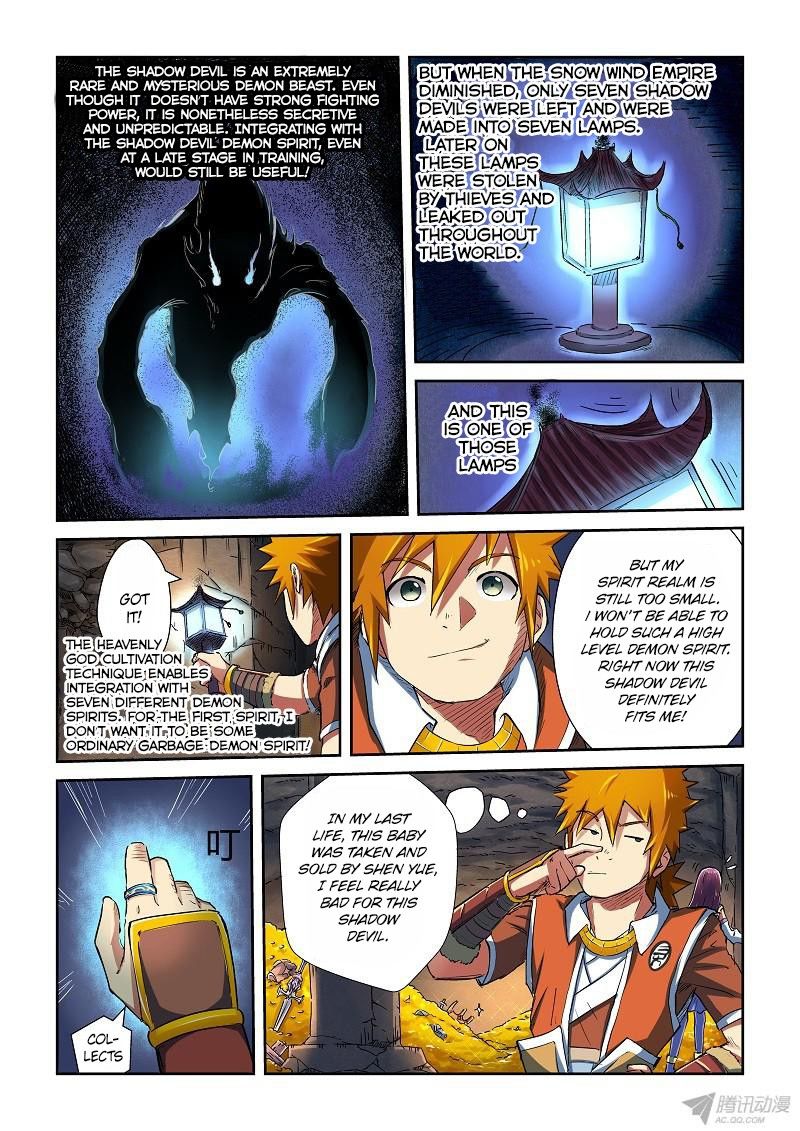 THE SHADOW DEVIL IS AN EXTREMELY
RARE AND MYSTERIOUS DEMON BEAST. EVEN
THOUGH IT DOESN'T HAVE STRONG FIGHTING
POWER, IT IS NONETHELESS SECRETIVE
AND UNPREDICTABLE. INTEGRATING WITH
THE SHADOW DEVIL DEMON SPIRIT, EVEN
AT A LATE STAGE IN TRAINING,
WOULD STILL BE USEFUL!
BUT WHEN THE SNOW WIND EMPIRE
DIMINISHED, ONLY SEVEN SHADOW
DEVILS WERE LEFT AND WERE
MADE INTO SEVEN LAMPS.
LATER ON
THESE LAMPS
WERE STOLEN
BY THIEVES AND
LEAKED OUT
THROUGHOUT
THE WORLD.
AND THIS
IS ONE OF
THOSE
LAMPS
GOT
IT!
THE HEAVENLY
GOD CULTIVATION
TECHNIQUE ENABLES
INTEGRATION WITH
SEVEN DIFFERENT DEMON
SPIRITS. FOR THE FIRST SPIRIT, I
DON'T WANT IT TO BE SOME
ORDINARY GARBAGE DEMON SPIRIT!
BUT MY
SPIRIT REALM IS
STILL TOO SMALL.
I WON'T BE ABLE TO
HOLD SUCH A HIGH
LEVEL DEMON SPIRIT.
RIGHT NOW THIS
SHADOW DEVIL
DEFINITELY
FITS ME!
叮
COL-
LECTS
IN MY LAST
LIFE, THIS BABY
WAS TAKEN AND
SOLD BY SHEN YUE,
I FEEL REALLY
BAD FOR THIS
SHADOW
DEVIL.
腾讯动漫
AC.QQ.COM